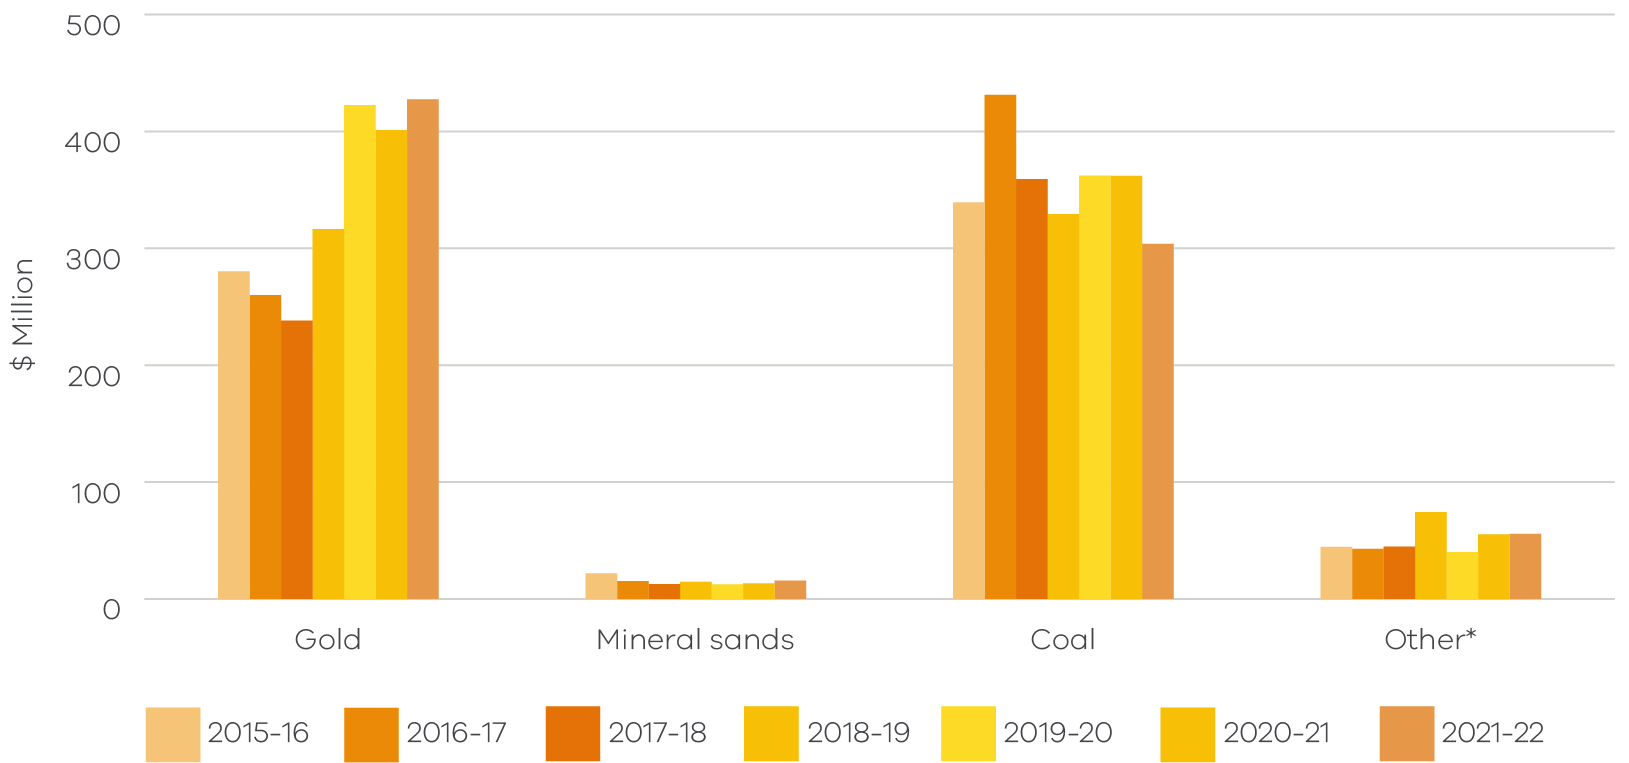 500
400
300
200
100
0
$ Million
Gold
Mineral sands
Coal
Other*
2015-16
2016-17
2017-18
2018-19
2019-20
2020-21
2021-22